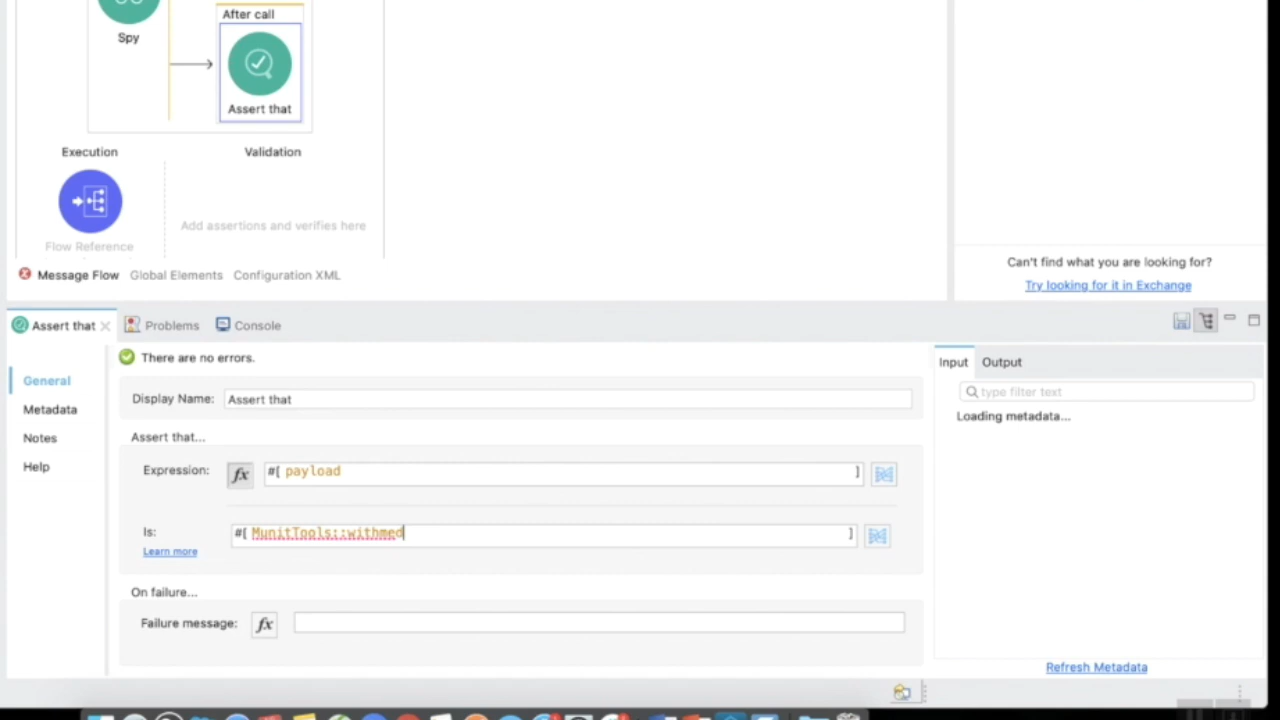 After call
Spy
Assert that
Execution
Validation
Add assertions and verifies here
Flow Reference
Message Flow Global Elements Configuration XML
Can't find what you are looking for?
Try looking for it in Exchange
Assert that Problems Console
There are no errors.
General
Metadata
Notes
Help
Display Name: Assert that
Assert that...
Expression: fx #[ payload ]
Is: #[ MunitTools::withmed ]
Learn more
On failure...
Failure message: fx
Input Output
type filter text
Loading metadata...
Refresh Metadata